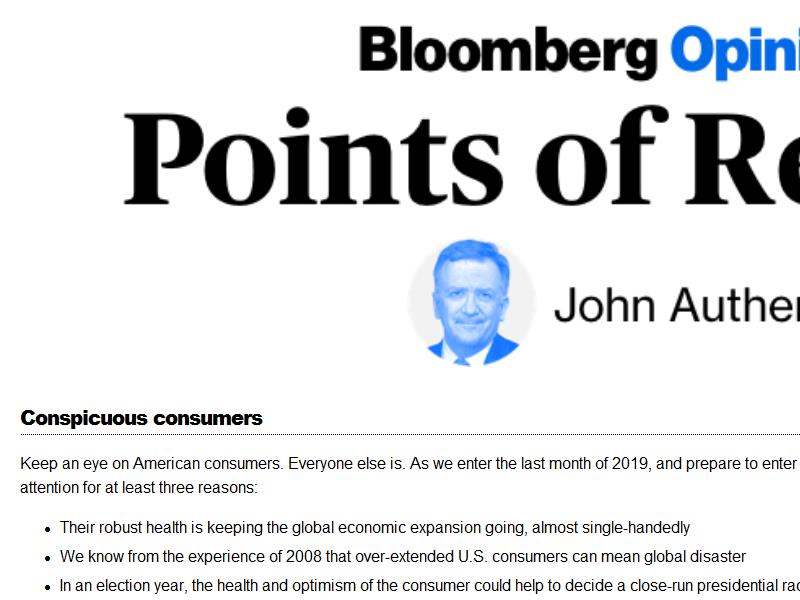 Bloomberg Opini
Points of Re
John Auther
Conspicuous consumers
Keep an eye on American consumers. Everyone else is. As we enter the last month of 2019, and prepare to enter
attention for at least three reasons:
Their robust health is keeping the global economic expansion going, almost single-handedly
We know from the experience of 2008 that over-extended U.S. consumers can mean global disaster
In an election year, the health and optimism of the consumer could help to decide a close-run presidential rac